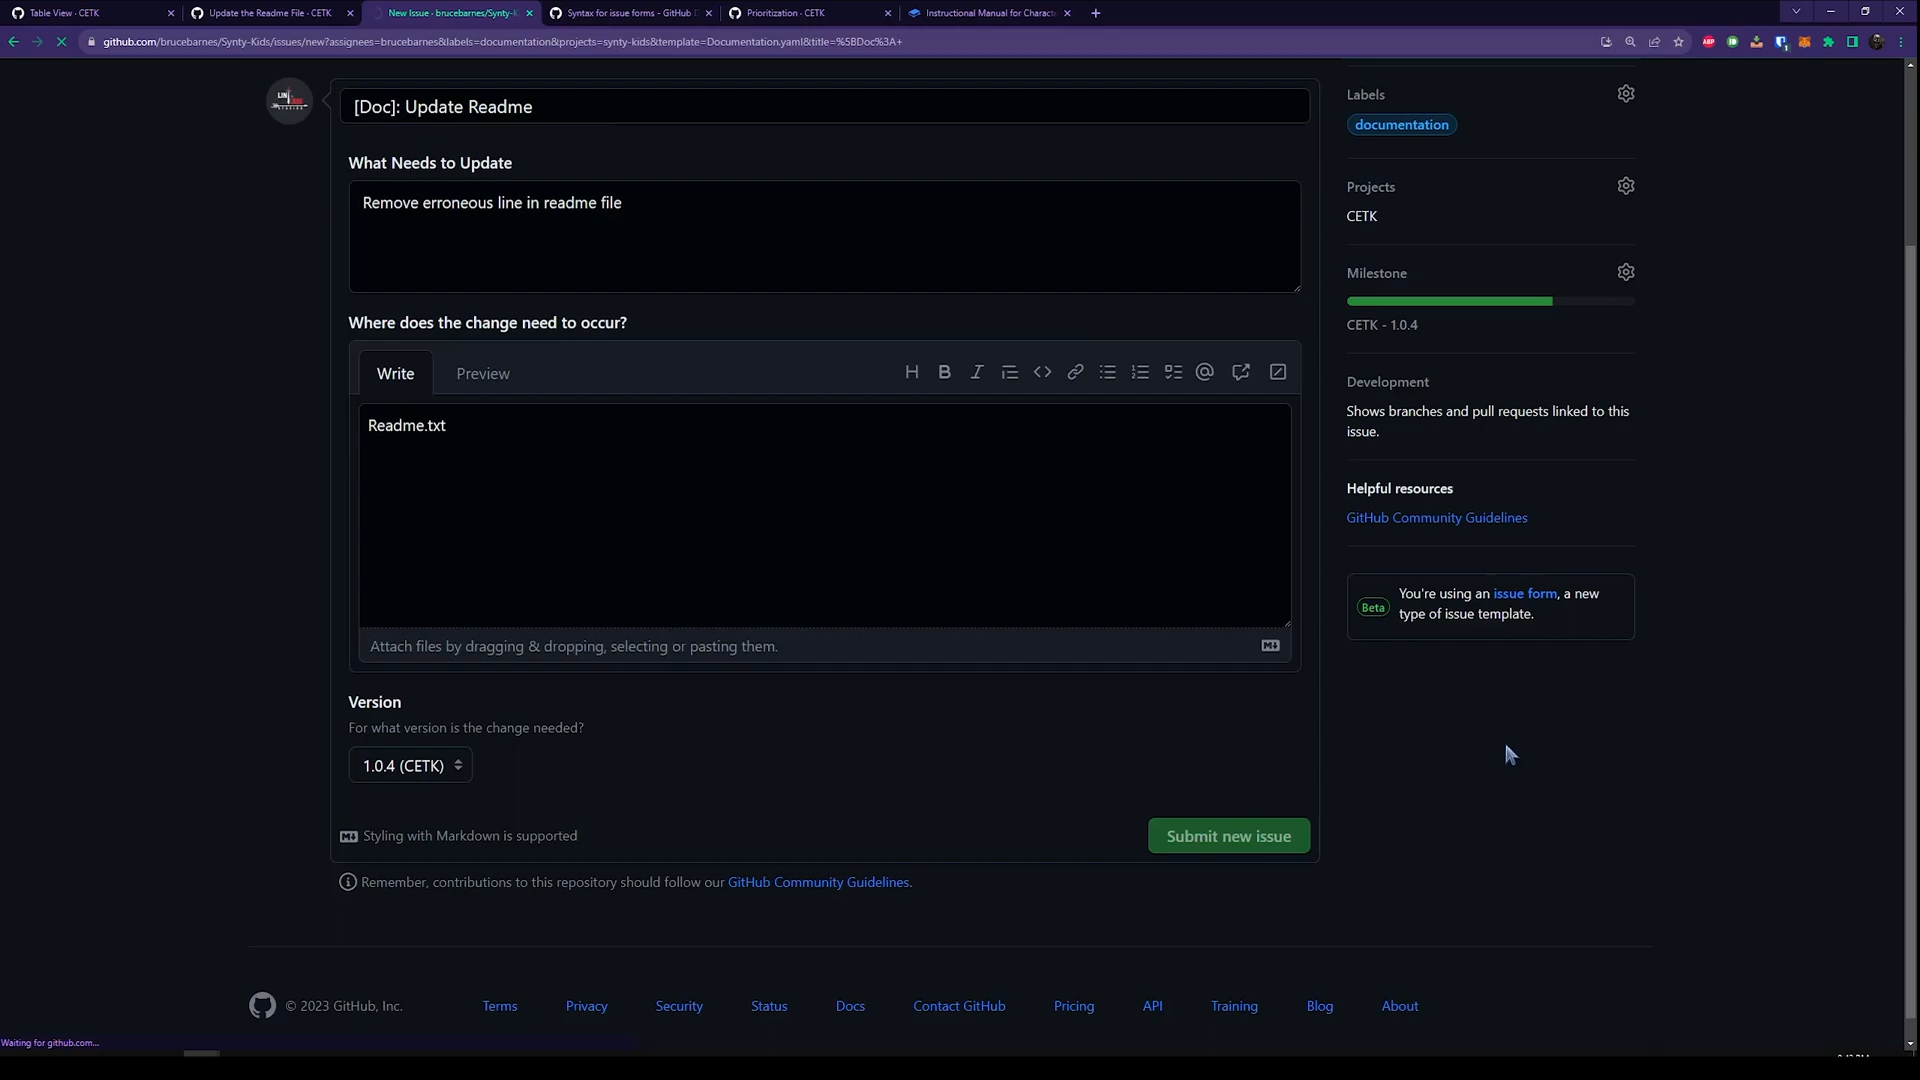 Table View · CETK
Update the Readme File · CETK
New Issue · brucebarnes/Synty-K
Syntax for issue forms - GitHub D
Prioritization · CETK
Instructional Manual for Charact
github.com/brucebarnes/Synty-Kids/issues/new?assignees=brucebarnes&labels=documentation&projects=synty-kids&template=Documentation.yaml&title=%5BDoc%3A+
[Doc]: Update Readme
What Needs to Update
Remove erroneous line in readme file
Where does the change need to occur?
Write
Preview
Readme.txt
Attach files by dragging & dropping, selecting or pasting them.
Version
For what version is the change needed?
1.0.4 (CETK)
Styling with Markdown is supported
Submit new issue
Remember, contributions to this repository should follow our GitHub Community Guidelines.
Labels
documentation
Projects
CETK
Milestone
CETK - 1.0.4
Development
Shows branches and pull requests linked to this
issue.
Helpful resources
GitHub Community Guidelines
Beta
You're using an issue form, a new
type of issue template.
© 2023 GitHub, Inc.
Terms
Privacy
Security
Status
Docs
Contact GitHub
Pricing
API
Training
Blog
About
Waiting for github.com...